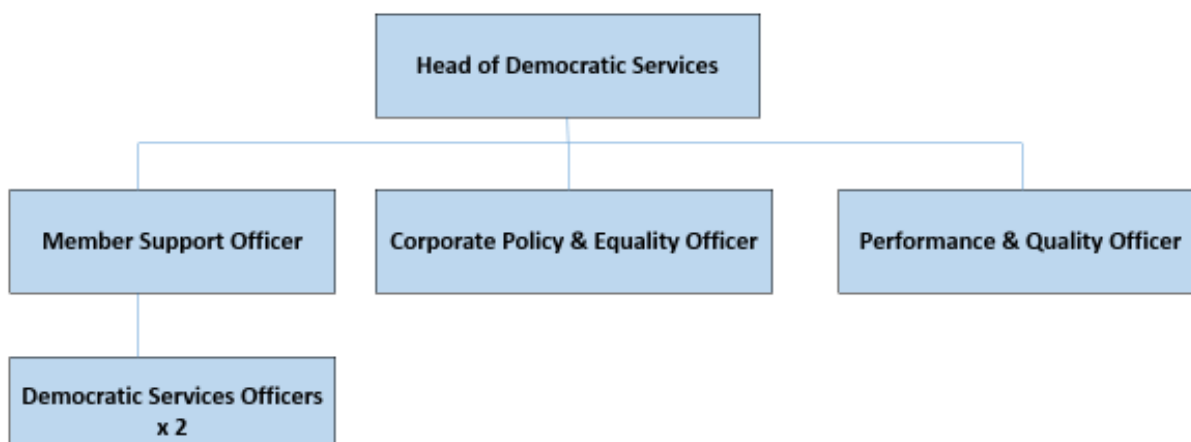 Head of Democratic Services
Member Support Officer
Corporate Policy & Equality Officer
Performance & Quality Officer
Democratic Services Officers
x 2